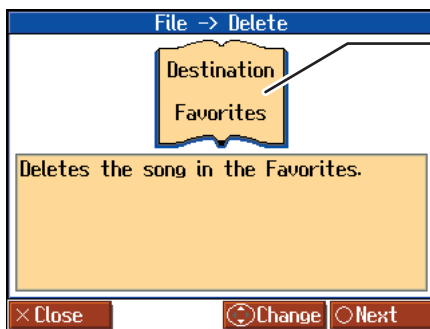 File -> Delete
Destination
Favorites
Deletes the song in the Favorites.
× Close
Change
Next